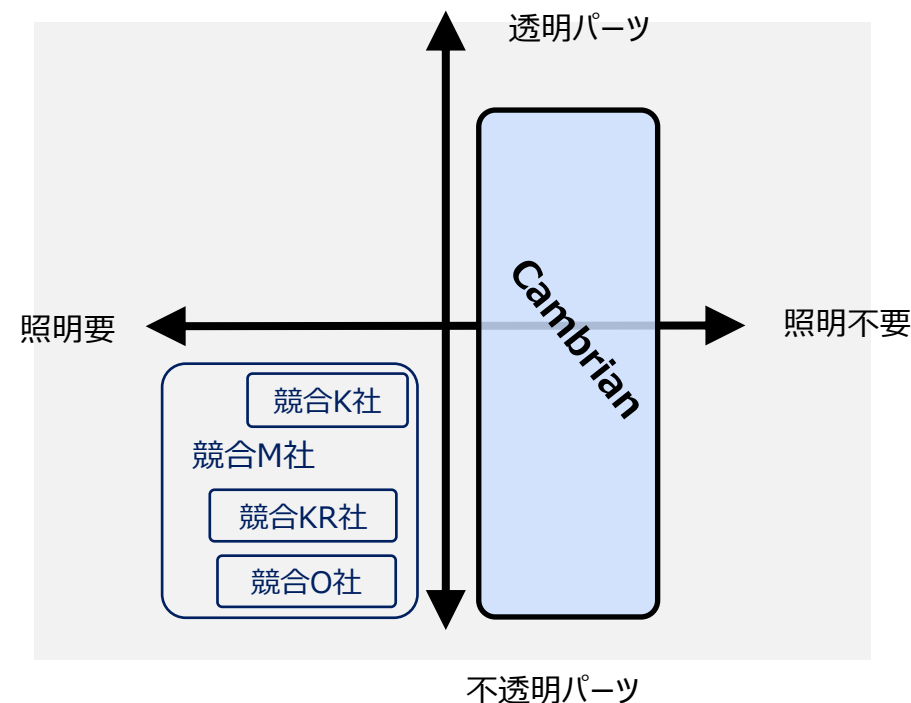 透明パーツ
Cambrian
照明要
照明不要
競合K社
競合M社
競合KR社
競合O社
不透明パーツ